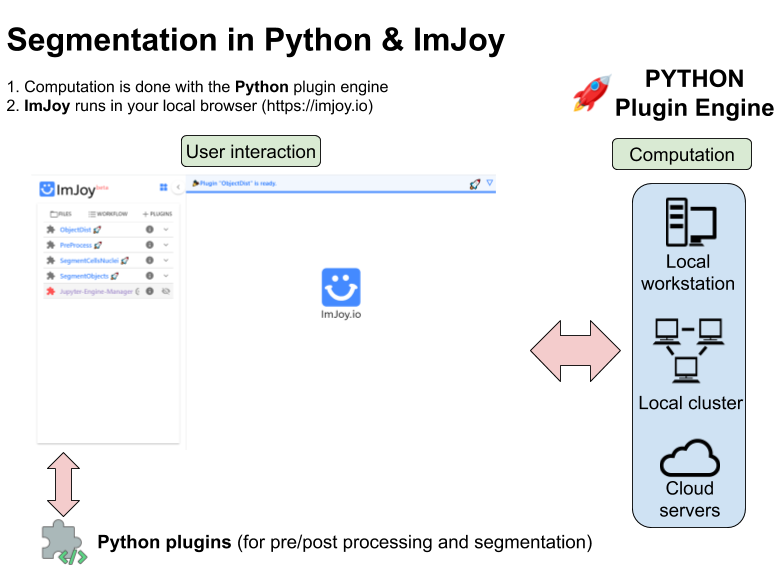 Segmentation in Python & ImJoy
1. Computation is done with the Python plugin engine
2. ImJoy runs in your local browser (https://imjoy.io)
PYTHON
Plugin Engine
User interaction
Computation
ImJoy beta
Plugin "ObjectDist" is ready.
FILES WORKFLOW + PLUGINS
ObjectDist
PreProcess
SegmentCellsNuclei
SegmentObjects
Jupyter-Engine-Manager
ImJoy.io
Local
workstation
Local cluster
Cloud
servers
Python plugins (for pre/post processing and segmentation)